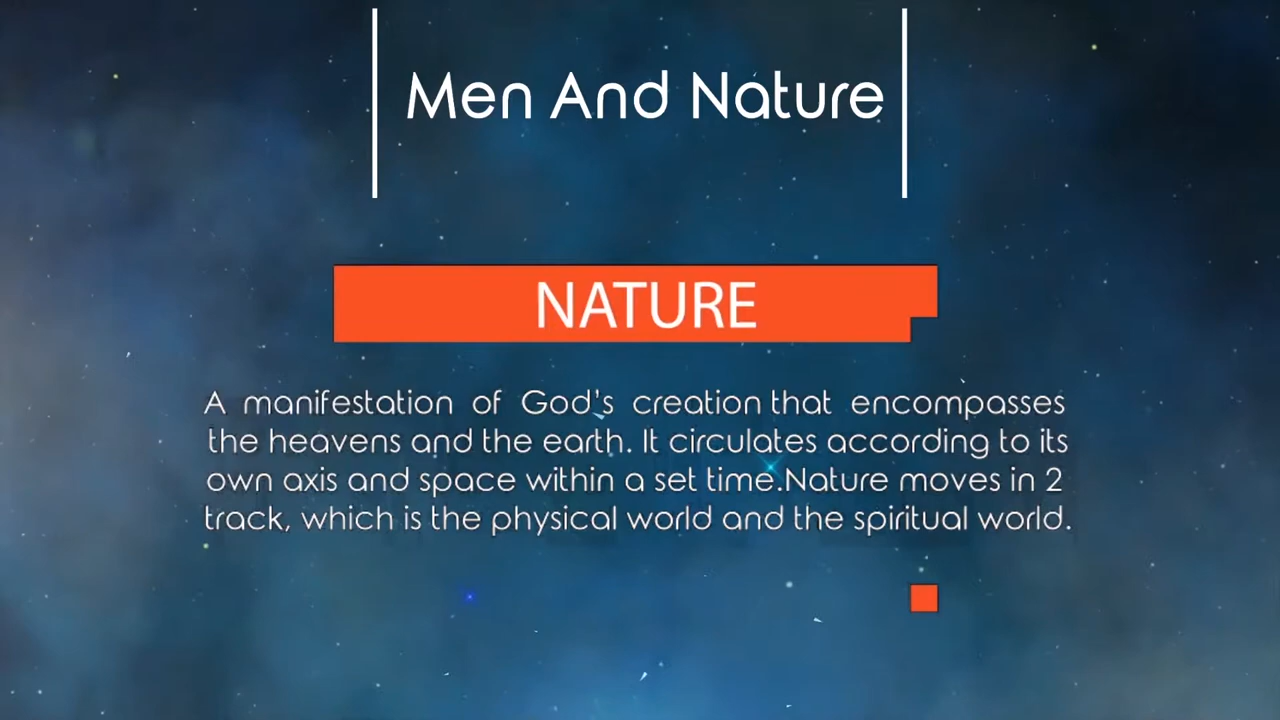 Men And Nature
NATURE
A manifestation of God's creation that encompasses
the heavens and the earth. It circulates according to its
own axis and space within a set time.Nature moves in 2
track, which is the physical world and the spiritual world.